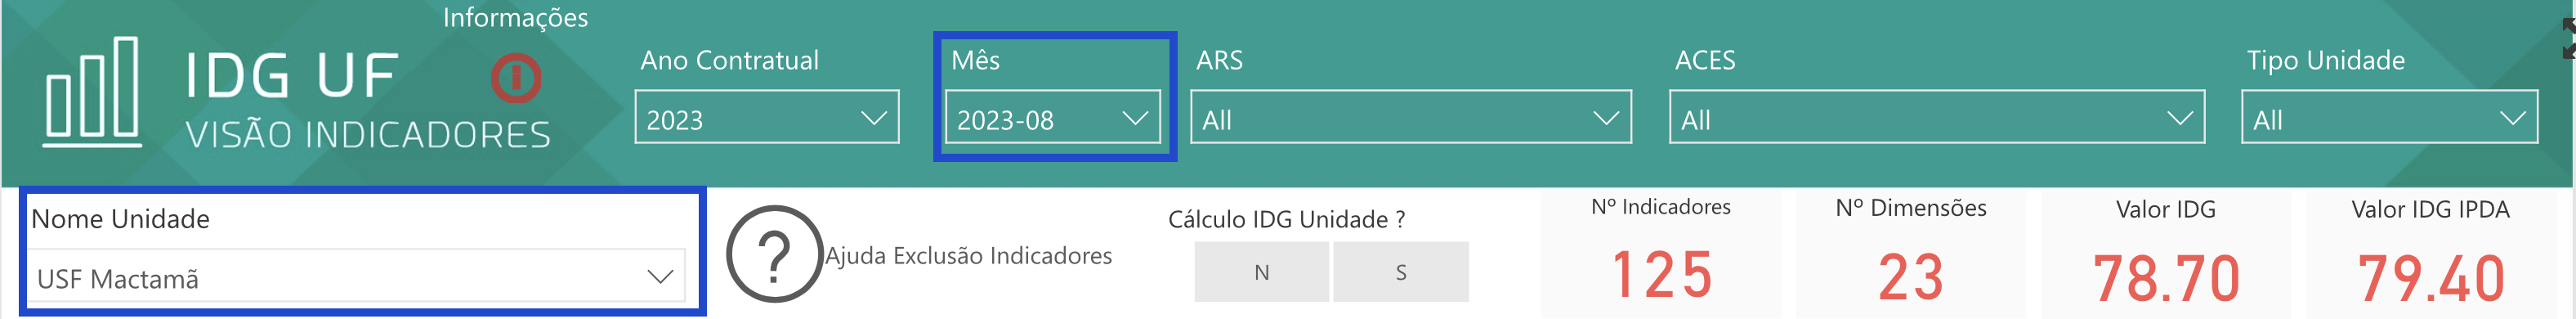 Informações
IDG UF
VISÃO INDICADORES
Ano Contratual
2023
Mês
2023-08
ARS
All
ACES
All
Tipo Unidade
All
Nome Unidade
USF Mactamã
?
Ajuda Exclusão Indicadores
Cálculo IDG Unidade ?
N
S
Nº Indicadores
125
Nº Dimensões
23
Valor IDG
78.70
Valor IDG IPDA
79.40